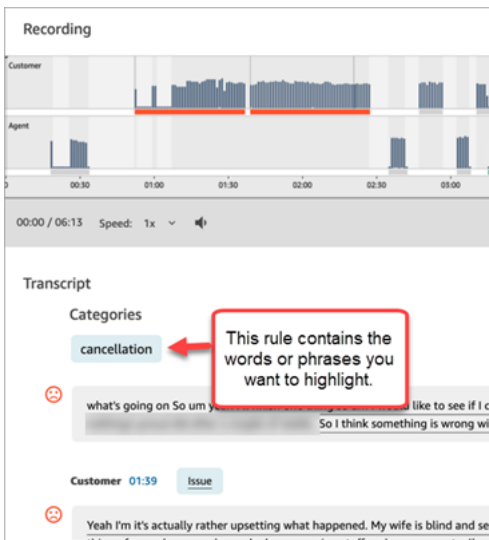 Recording
Customer
Agent
00:30 01:00 01:30 02:00 02:30 03:00
00:00 / 06:13 Speed: 1x
Transcript
Categories
cancellation
This rule contains the
words or phrases you
want to highlight.
what's going on So um like to see if I c
So I think something is wrong wi
Customer 01:39 Issue
Yeah I'm it's actually rather upsetting what happened. My wife is blind and se